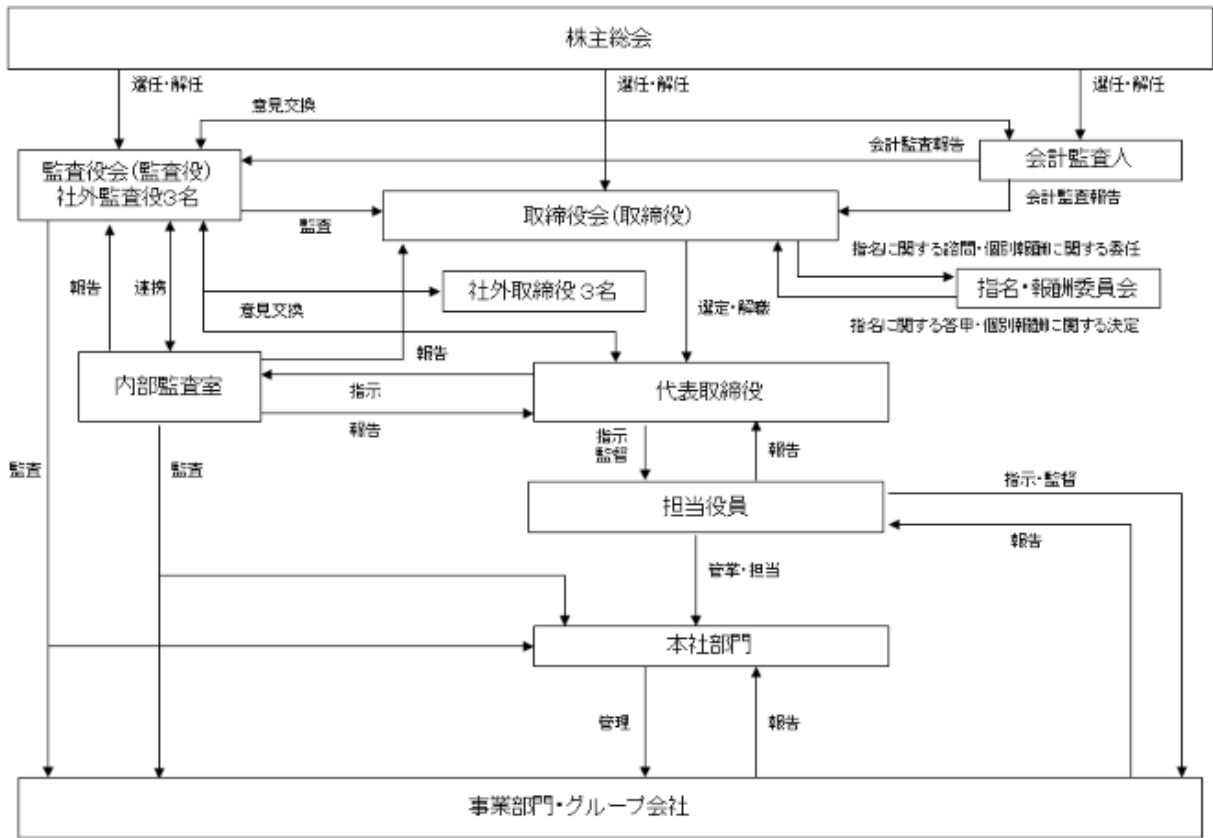 株主総会
選任・解任
選任・解任
選任・解任
意見交換
会計監査報告
監査役会(監査役)
社外監査役3名
会計監査人
会計監査報告
監査
取締役会(取締役)
指名に関する諮問・個別報酬に関する委任
報告
連携
社外取締役3名
指名・報酬委員会
意見交換
選定・解職
指名に関する答申・個別報酬に関する決定
報告
内部監査室
指示
代表取締役
報告
指示
監督
報告
監査
監査
指示・監督
担当役員
報告
管掌・担当
本社部門
管理
報告
事業部門・グループ会社